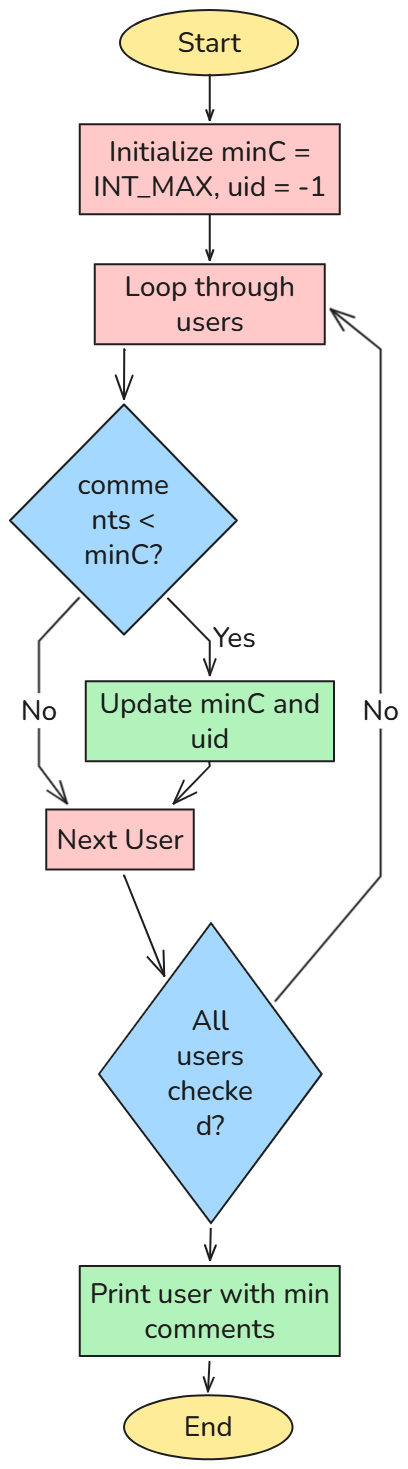 Start
Initialize minC =
INT_MAX, uid = -1
Loop through
users
comme
nts <
minC?
Yes
Update minC and
uid
No
No
Next User
All
users
checke
d?
Print user with min
comments
End